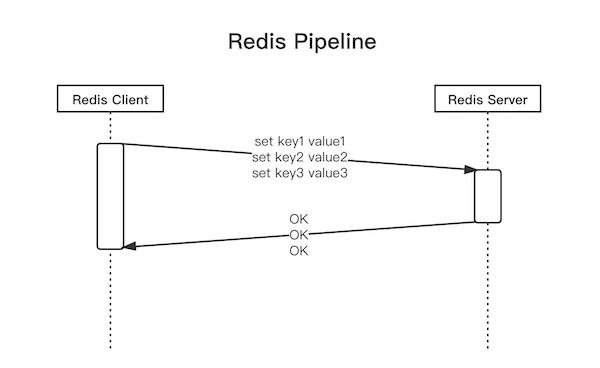 Redis Pipeline
Redis Client
Redis Server
set key1 value1
set key2 value2
set key3 value3
OK
OK
OK